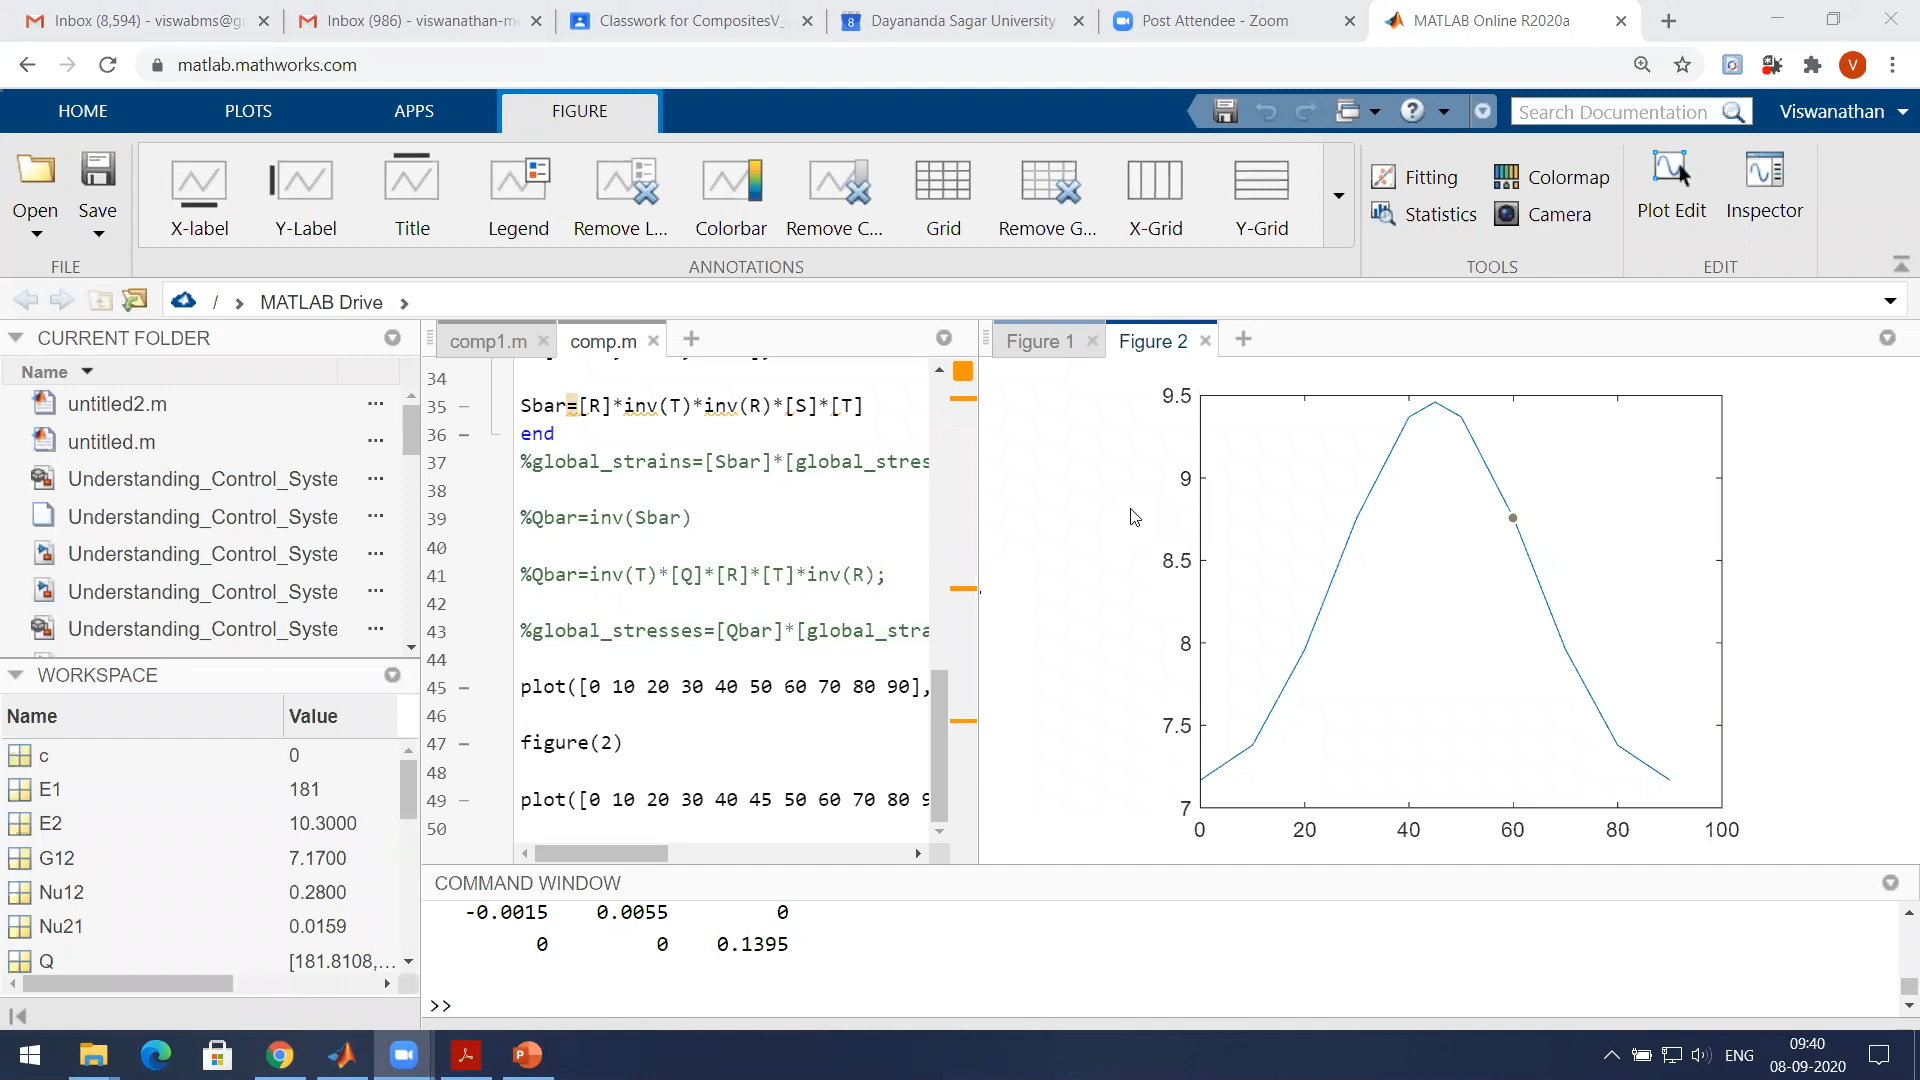 Inbox (8,594) - viswabms@g
Inbox (986) - viswanathan-m
Classwork for CompositesV_
Dayananda Sagar University
Post Attendee - Zoom
MATLAB Online R2020a
matlab.mathworks.com
V
HOME
PLOTS
APPS
FIGURE
Search Documentation
Viswanathan
Open
Save
X-label
Y-Label
Title
Legend
Remove L...
Colorbar
Remove C...
Grid
Remove G...
X-Grid
Y-Grid
Fitting
Statistics
Colormap
Camera
Plot Edit
Inspector
FILE
ANNOTATIONS
TOOLS
EDIT
/ › MATLAB Drive ›
CURRENT FOLDER
Name
untitled2.m
untitled.m
Understanding_Control_Syste
Understanding_Control_Syste
Understanding_Control_Syste
Understanding_Control_Syste
Understanding_Control_Syste
WORKSPACE
Name Value
c 0
E1 181
E2 10.3000
G12 7.1700
Nu12 0.2800
Nu21 0.0159
Q [181.8108,...
comp1.m
comp.m
34
35 Sbar=[R]*inv(T)*inv(R)*[S]*[T]
36 end
37 %global_strains=[Sbar]*[global_stres
38
39 %Qbar=inv(Sbar)
40
41 %Qbar=inv(T)*[Q]*[R]*[T]*inv(R);
42
43 %global_stresses=[Qbar]*[global_stra
44
45 plot([0 10 20 30 40 50 60 70 80 90],
46
47 figure(2)
48
49 plot([0 10 20 30 40 45 50 60 70 80 9
50
Figure 1
Figure 2
9.5
9
8.5
8
7.5
7
0 20 40 60 80 100
COMMAND WINDOW
-0.0015 0.0055 0
0 0 0.1395
>>
ENG
09:40
08-09-2020